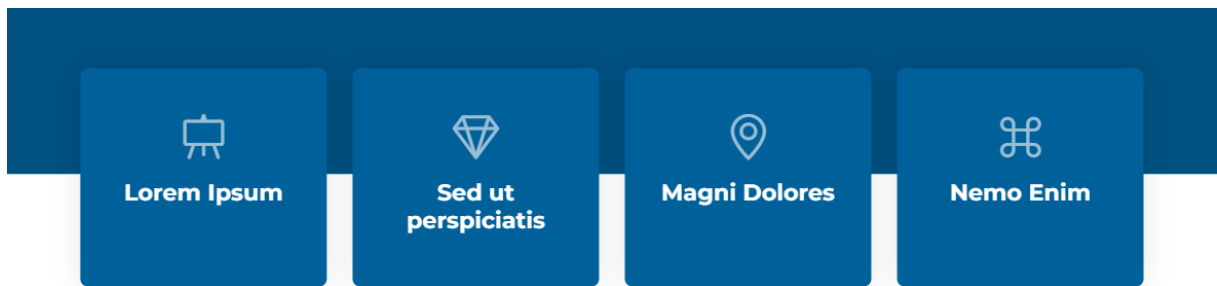 Lorem Ipsum
Sed ut
perspiciatis
Magni Dolores
Nemo Enim